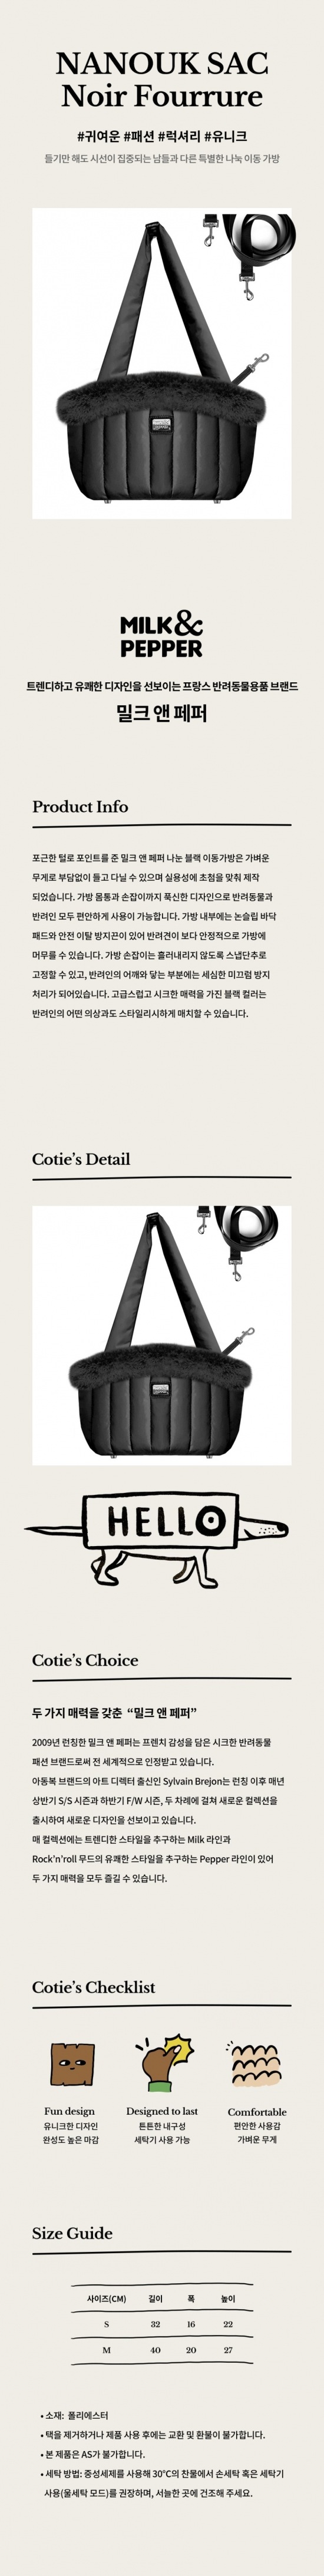 NANOUK SAC
Noir Fourrure
#귀여운 #패션 #럭셔리 #유니크
들기만 해도 시선이 집중되는 남들과 다른 특별한 나눅 이동 가방
MILK&
PEPPER
트렌디하고 유쾌한 디자인을 선보이는 프랑스 반려동물용품 브랜드
밀크 앤 페퍼
Product Info
포근한 털로 포인트를 준 밀크 앤 페퍼 나눈 블랙 이동가방은 가벼운
무게로 부담없이 들고 다닐 수 있으며 실용성에 초첨을 맞춰 제작
되었습니다. 가방 몸통과 손잡이까지 푹신한 디자인으로 반려동물과
반려인 모두 편안하게 사용이 가능합니다. 가방 내부에는 논슬립 바닥
패드와 안전 이탈 방지끈이 있어 반려견이 보다 안정적으로 가방에
머무를 수 있습니다. 가방 손잡이는 흘러내리지 않도록 스냅단추로
고정할 수 있고, 반려인의 어깨와 닿는 부분에는 세심한 미끄럼 방지
처리가 되어있습니다. 고급스럽고 시크한 매력을 가진 블랙 컬러는
반려인의 어떤 의상과도 스타일리시하게 매치할 수 있습니다.
Cotie's Detail
HELLO
Cotie's Choice
두 가지 매력을 갖춘 “밀크 앤 페퍼”
2009년 런칭한 밀크 앤 페퍼는 프렌치 감성을 담은 시크한 반려동물
패션 브랜드로써 전 세계적으로 인정받고 있습니다.
아동복 브랜드의 아트 디렉터 출신인 Sylvain Brejon는 런칭 이후 매년
상반기 S/S 시즌과 하반기 F/W 시즌, 두 차례에 걸쳐 새로운 컬렉션을
출시하여 새로운 디자인을 선보이고 있습니다.
매 컬렉션에는 트렌디한 스타일을 추구하는 Milk 라인과
Rock'n'roll 무드의 유쾌한 스타일을 추구하는 Pepper 라인이 있어
두 가지 매력을 모두 즐길 수 있습니다.
Cotie's Checklist
Fun design
유니크한 디자인
완성도 높은 마감
Designed to last
튼튼한 내구성
세탁기 사용 가능
Comfortable
편안한 사용감
가벼운 무게
Size Guide
사이즈(CM) 길이 폭 높이
S 32 16 22
M 40 20 27
• 소재: 폴리에스터
• 택을 제거하거나 제품 사용 후에는 교환 및 환불이 불가합니다.
• 본 제품은 AS가 불가합니다.
• 세탁 방법: 중성세제를 사용해 30℃의 찬물에서 손세탁 혹은 세탁기
사용(울세탁 모드)를 권장하며, 서늘한 곳에 건조해 주세요.